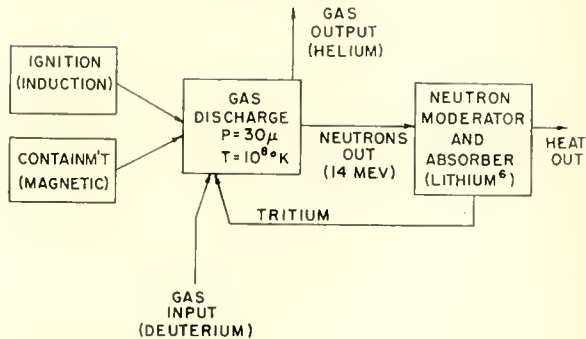 GAS
OUTPUT
(HELIUM)
IGNITION
(INDUCTION)
CONTAINM'T
(MAGNETIC)
GAS
DISCHARGE
P=30μ
T=10⁸°K
NEUTRONS
OUT
(14 MEV)
NEUTRON
MODERATOR
AND
ABSORBER
(LITHIUM⁶)
HEAT
OUT
TRITIUM
GAS
INPUT
(DEUTERIUM)